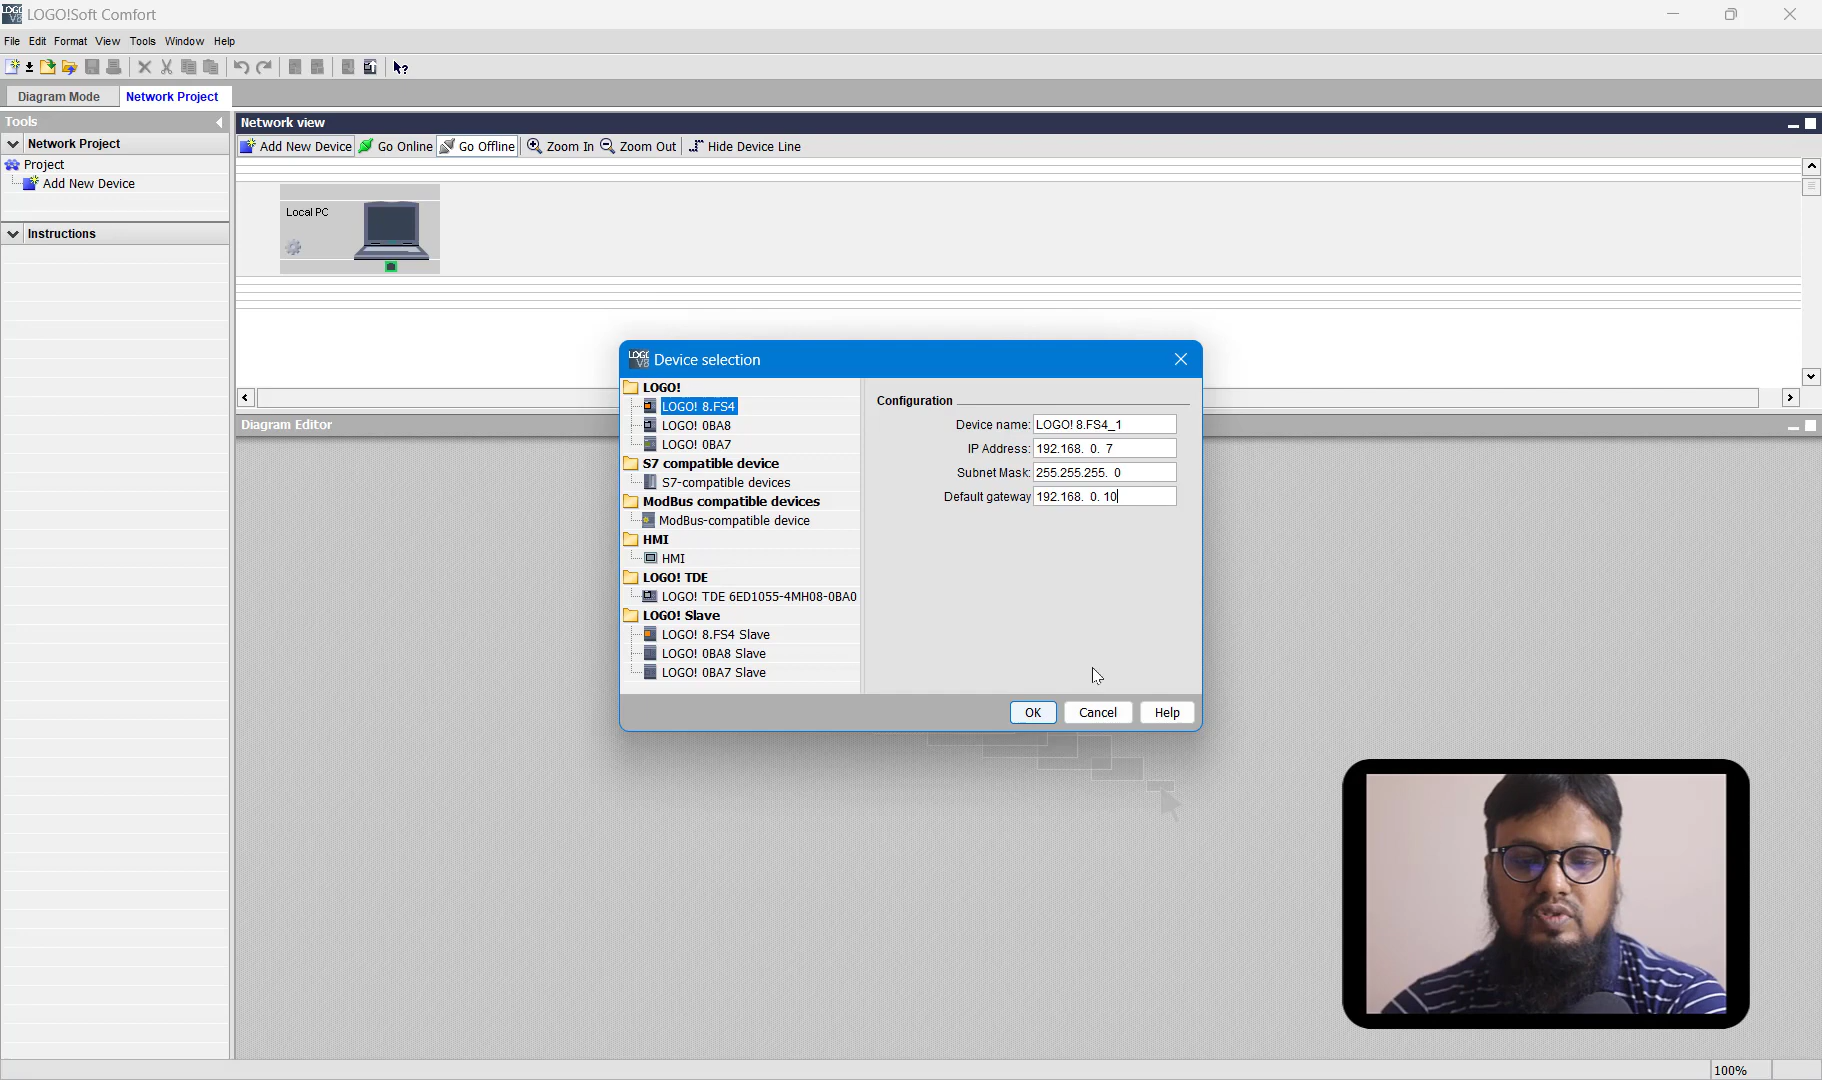 LOGO!Soft Comfort
File Edit Format View Tools Window Help
Diagram Mode Network Project
Tools
Network Project
Project
Add New Device
Instructions
Network view
Add New Device Go Online Go Offline Zoom In Zoom Out Hide Device Line
Local PC
Diagram Editor
Device selection
LOGO!
LOGO! 8.FS4
LOGO! 0BA8
LOGO! 0BA7
S7 compatible device
S7-compatible devices
ModBus compatible devices
ModBus-compatible device
HMI
HMI
LOGO! TDE
LOGO! TDE 6ED1055-4MH08-0BA0
LOGO! Slave
LOGO! 8.FS4 Slave
LOGO! 0BA8 Slave
LOGO! 0BA7 Slave
Configuration
Device name: LOGO! 8.FS4_1
IP Address: 192.168. 0. 7
Subnet Mask: 255.255.255. 0
Default gateway 192.168. 0. 10
OK Cancel Help
100%